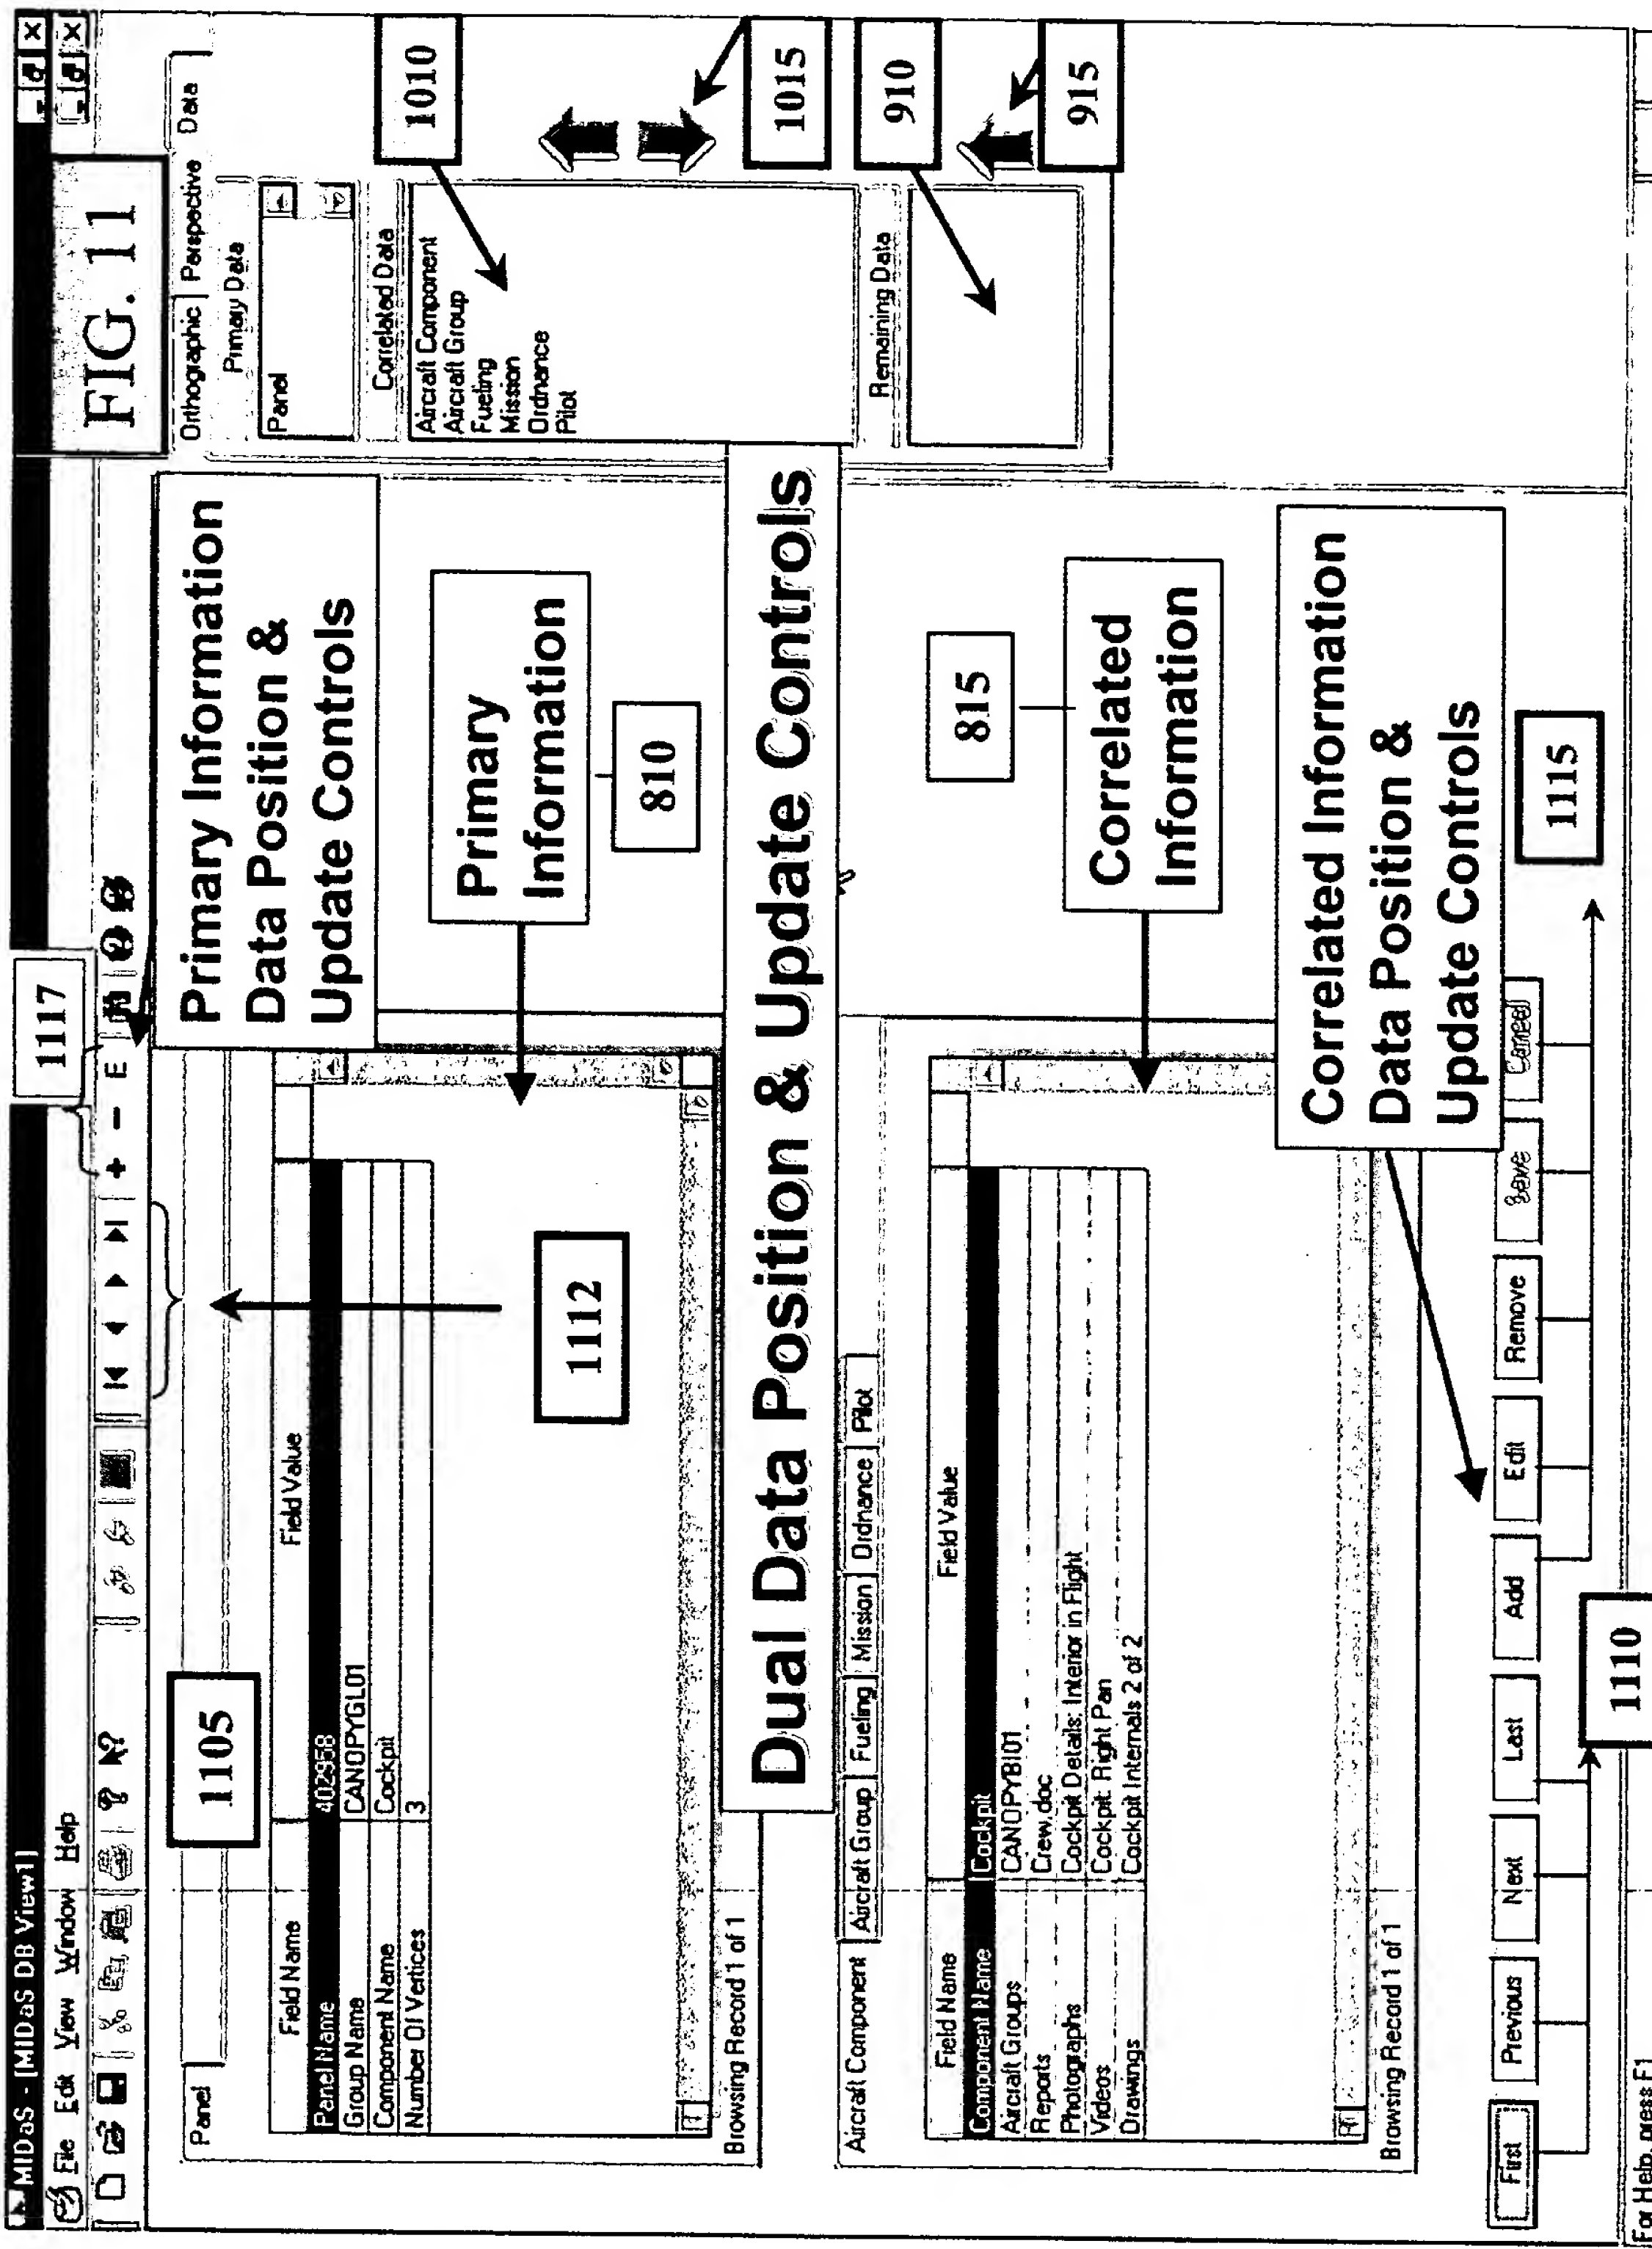 MIDaS - [MIDaS DB View1]
File Edit View Window Help
1117
E
FIG. 11
Orthographic Perspective Data
Panel
1105
Primary Information
Data Position &
Update Controls
Primary Data
Panel
1010
Field Name Field Value
Panel Name 402958
Group Name CANOPYGL01
Component Name Cockpit
Number Of Vertices 3
1112
Primary
Information
810
Correlated Data
Aircraft Component
Aircraft Group
Fueling
Mission
Ordnance
Pilot
1015
Browsing Record 1 of 1
Dual Data Position & Update Controls
Aircraft Component Aircraft Group Fueling Mission Ordnance Pilot
Remaining Data
910
915
Field Name Field Value
Component Name Cockpit
Aircraft Groups CANOPYBI01
Reports Crew.doc
Photographs Cockpit Details: Interior in Flight
Videos Cockpit: Right Pan
Drawings Cockpit Internals 2 of 2
815
Correlated
Information
Browsing Record 1 of 1
Correlated Information
Data Position &
Update Controls
First Previous Next Last Add Edit Remove Save Cancel
1115
1110
For Help, press F1